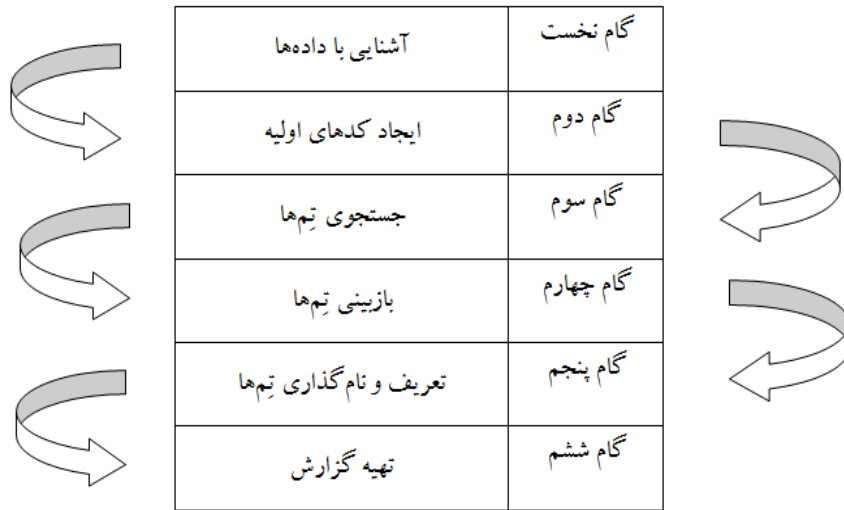 گام نخست آشنایی با داده‌ها
گام دوم ایجاد کدهای اولیه
گام سوم جستجوی تِم‌ها
گام چهارم بازبینی تِم‌ها
گام پنجم تعریف و نام‌گذاری تِم‌ها
گام ششم تهیه گزارش